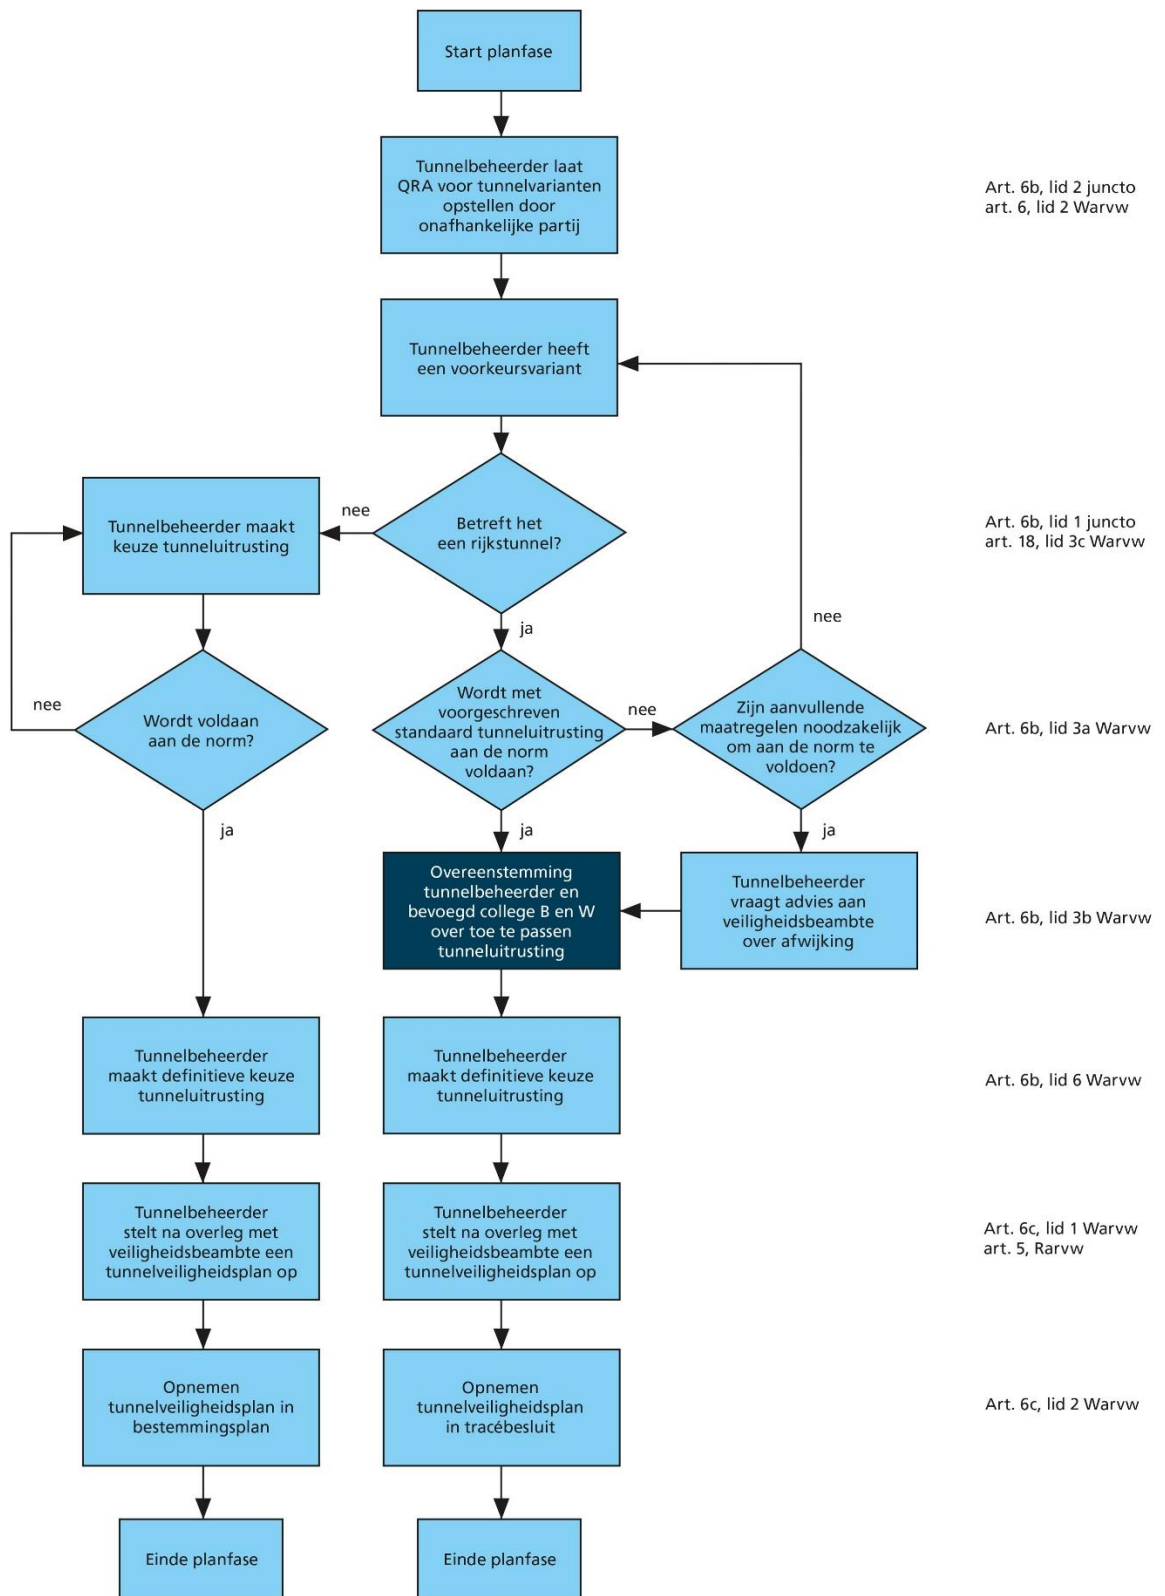 Start planfase
Tunnelbeheerder laat
QRA voor tunnelvarianten
opstellen door
onafhankelijke partij
Art. 6b, lid 2 juncto
art. 6, lid 2 Warvw
Tunnelbeheerder heeft
een voorkeursvariant
Tunnelbeheerder maakt
keuze tunneluitrusting
nee
Betreft het
een rijkstunnel?
Art. 6b, lid 1 juncto
art. 18, lid 3c Warvw
ja
nee
nee
Wordt voldaan
aan de norm?
Wordt met
voorgeschreven
standaard tunneluitrusting
aan de norm
voldaan?
nee
Zijn aanvullende
maatregelen noodzakelijk
om aan de norm te
voldoen?
Art. 6b, lid 3a Warvw
ja
ja
ja
Overeenstemming
tunnelbeheerder en
bevoegd college B en W
over toe te passen
tunneluitrusting
Tunnelbeheerder
vraagt advies aan
veiligheidsbeambte
over afwijking
Art. 6b, lid 3b Warvw
Tunnelbeheerder
maakt definitieve keuze
tunneluitrusting
Tunnelbeheerder
maakt definitieve keuze
tunneluitrusting
Art. 6b, lid 6 Warvw
Tunnelbeheerder
stelt na overleg met
veiligheidsbeambte een
tunnelveiligheidsplan op
Tunnelbeheerder
stelt na overleg met
veiligheidsbeambte een
tunnelveiligheidsplan op
Art. 6c, lid 1 Warvw
art. 5, Rarvw
Opnemen
tunnelveiligheidsplan in
bestemmingsplan
Opnemen
tunnelveiligheidsplan
in tracébesluit
Art. 6c, lid 2 Warvw
Einde planfase
Einde planfase